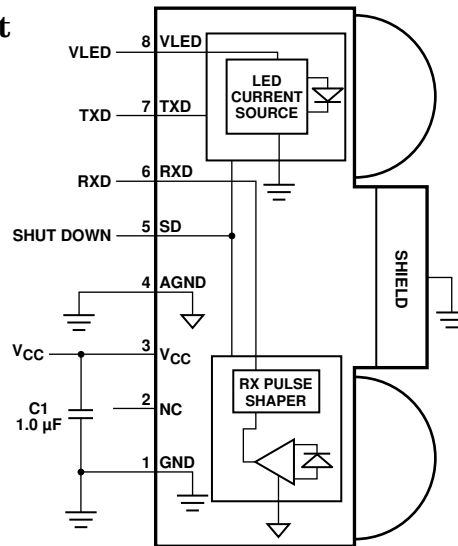 t
8 VLED
VLED
LED
CURRENT
SOURCE
7 TXD
TXD
6 RXD
RXD
5 SD
SHUT DOWN
4 AGND
SHIELD
3 VCC
VCC
RX PULSE
SHAPER
2 NC
C1
1.0 µF
1 GND